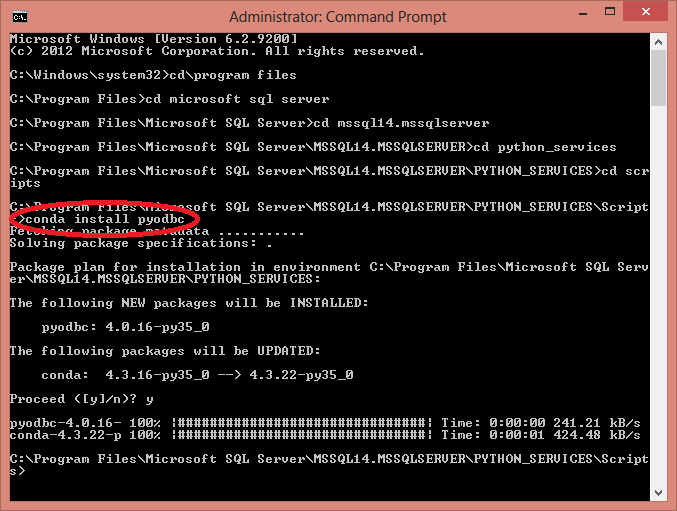 Administrator: Command Prompt
C:\.
Microsoft Windows [Version 6.2.9200]
(c) 2012 Microsoft Corporation. All rights reserved.
C:\Windows\system32>cd\program files
C:\Program Files>cd microsoft sql server
C:\Program Files\Microsoft SQL Server>cd mssql14.mssqlserver
C:\Program Files\Microsoft SQL Server\MSSQL14.MSSQLSERVER>cd python_services
C:\Program Files\Microsoft SQL Server\MSSQL14.MSSQLSERVER\PYTHON_SERVICES>cd scr
ipts
C:\Program Files\Microsoft SQL Server\MSSQL14.MSSQLSERVER\PYTHON_SERVICES\Script
s>conda install pyodbc
Fetching package metadata ...........
Solving package specifications: .
Package plan for installation in environment C:\Program Files\Microsoft SQL Serv
er\MSSQL14.MSSQLSERVER\PYTHON_SERVICES:
The following NEW packages will be INSTALLED:
pyodbc: 4.0.16-py35_0
The following packages will be UPDATED:
conda: 4.3.16-py35_0 --> 4.3.22-py35_0
Proceed ([y]/n)? y
pyodbc-4.0.16- 100% |###############################| Time: 0:00:00 241.21 kB/s
conda-4.3.22-p 100% |###############################| Time: 0:00:01 424.48 kB/s
C:\Program Files\Microsoft SQL Server\MSSQL14.MSSQLSERVER\PYTHON_SERVICES\Script
s>